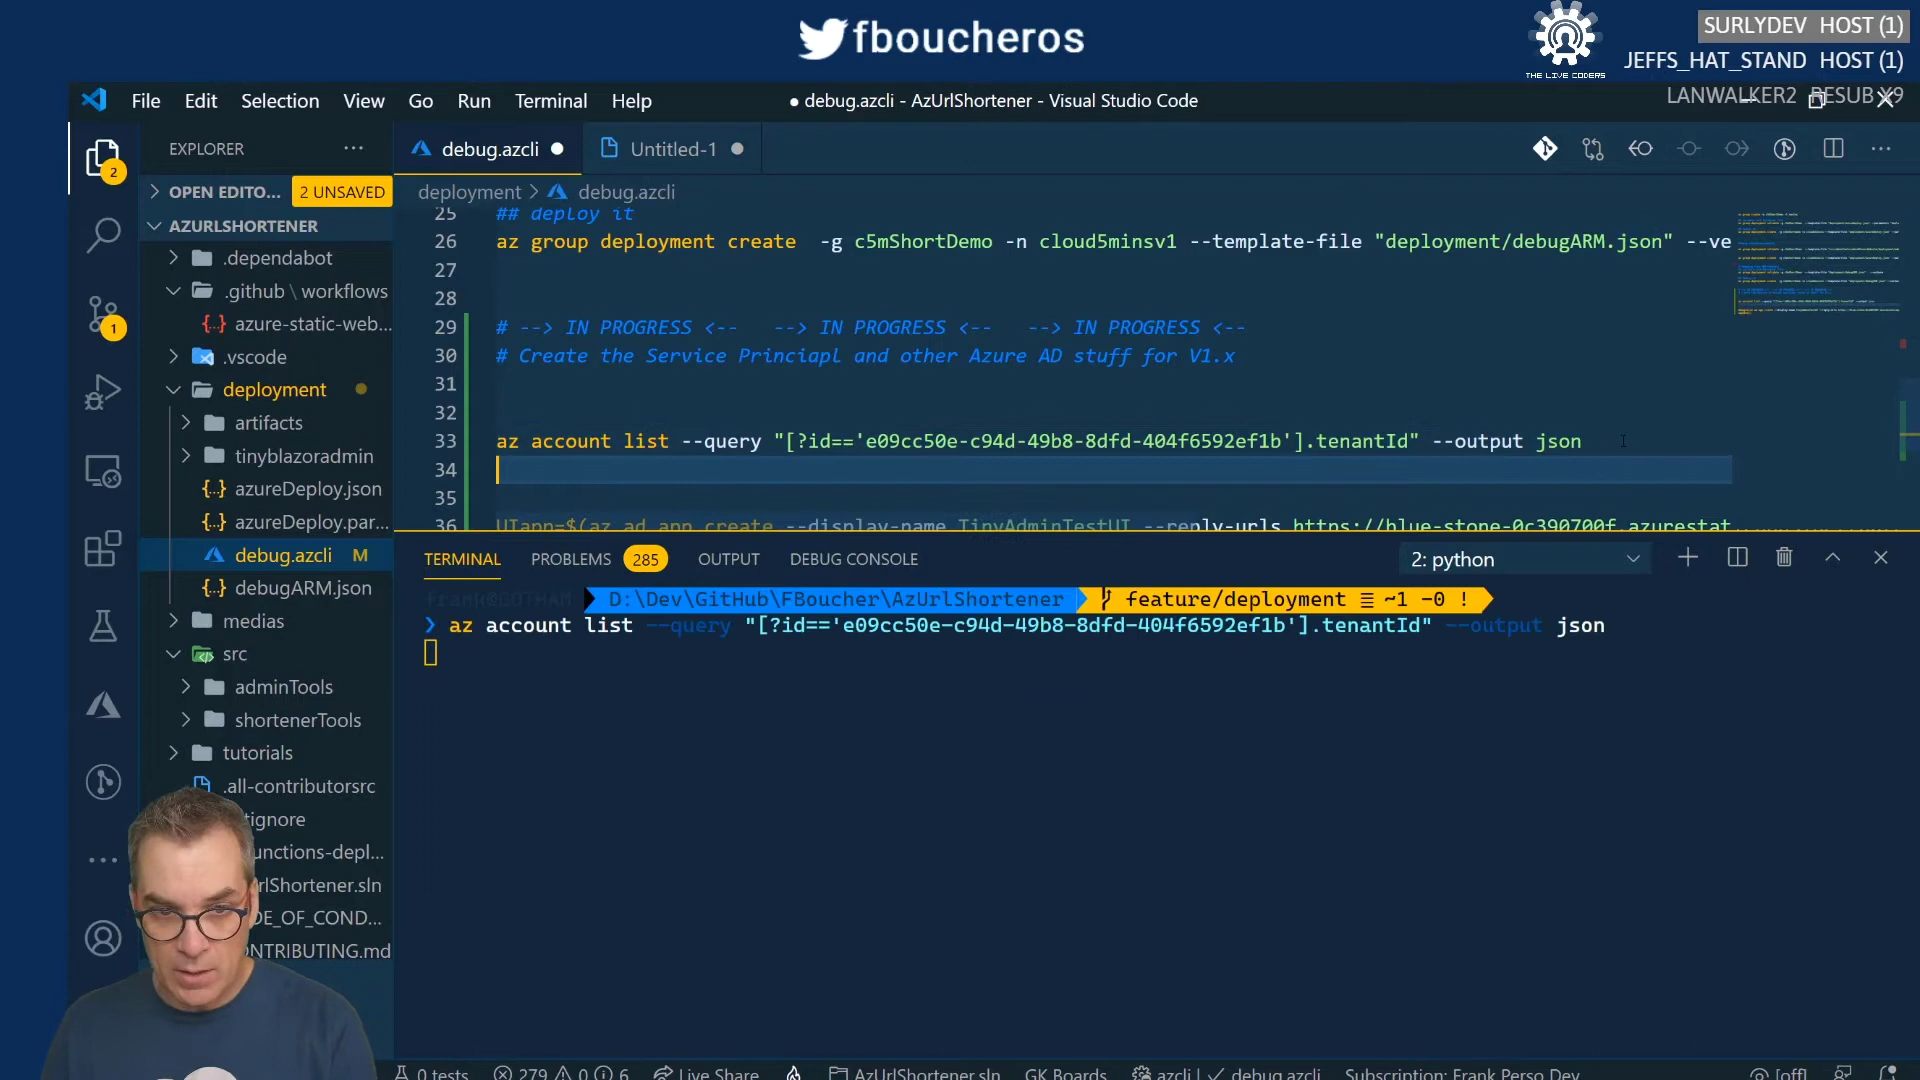 fboucheros
THE LIVE CODERS
SURLYDEV HOST (1)
JEFFS_HAT_STAND HOST (1)
LANWALKER2 RESUB X9
File Edit Selection View Go Run Terminal Help
● debug.azcli - AzUrlShortener - Visual Studio Code
EXPLORER ···
debug.azcli
Untitled-1
2
OPEN EDITO... 2 UNSAVED
deployment > debug.azcli
AZURLSHORTENER
.dependabot
.github \ workflows
azure-static-web...
.vscode
deployment
artifacts
tinyblazoradmin
azureDeploy.json
azureDeploy.par...
debug.azcli M
debugARM.json
medias
src
adminTools
shortenerTools
tutorials
.all-contributorsrc
tignore
unctions-depl...
rlShortener.sln
DE_OF_COND...
ONTRIBUTING.md
1
25 ## deploy it
26 az group deployment create -g c5mShortDemo -n cloud5minsv1 --template-file "deployment/debugARM.json" --ve
27
28
29 # --> IN PROGRESS <-- --> IN PROGRESS <-- --> IN PROGRESS <--
30 # Create the Service Princiapl and other Azure AD stuff for V1.x
31
32
33 az account list --query "[?id=='e09cc50e-c94d-49b8-8dfd-404f6592ef1b'].tenantId" --output json
34
35
36 UIapp=$(az ad app create --display-name TinyAdminTestUI --reply-urls https://blue-stone-0c390700f.azurestat
TERMINAL PROBLEMS 285 OUTPUT DEBUG CONSOLE 2: python
frank@GOTHAM D:\Dev\GitHub\FBoucher\AzUrlShortener feature/deployment ≡ ~1 -0 !
❯ az account list --query "[?id=='e09cc50e-c94d-49b8-8dfd-404f6592ef1b'].tenantId" --output json
0 tests 279 0 6 Live Share AzUrlShortener.sln GK Boards azcli | ✓ debug.azcli Subscription: Frank Perso Dev [off]